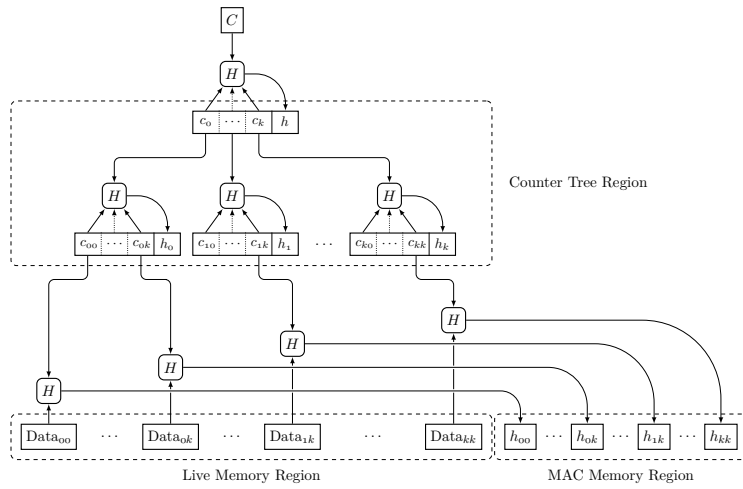 C
H
c₀ ⋯ cₖ h
Counter Tree Region
H H H
c₀₀ ⋯ c₀ₖ h₀ c₁₀ ⋯ c₁ₖ h₁ ⋯ cₖ₀ ⋯ cₖₖ hₖ
H
H
H
H
Data₀₀ ⋯ Data₀ₖ ⋯ Data₁ₖ ⋯ Dataₖₖ h₀₀ ⋯ h₀ₖ ⋯ h₁ₖ ⋯ hₖₖ
Live Memory Region MAC Memory Region